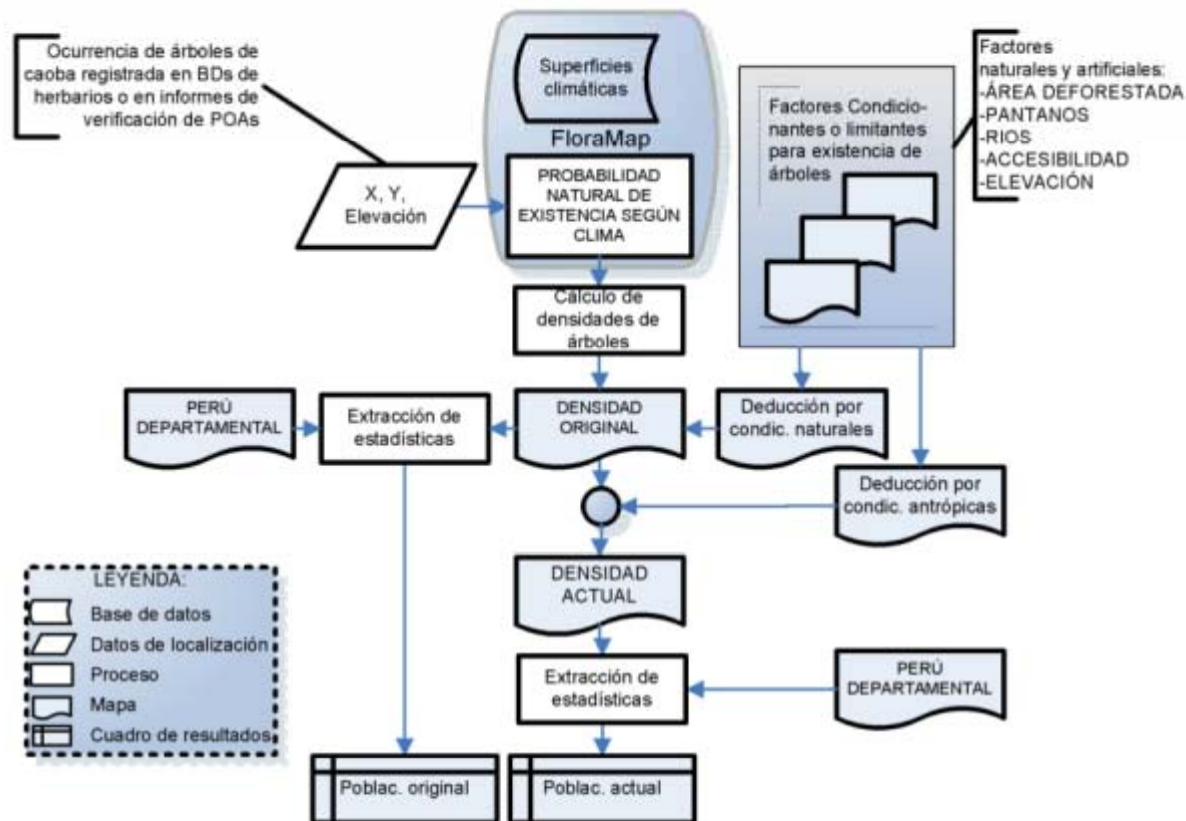 Ocurrencia de árboles de
caoba registrada en BDs de
herbarios o en informes de
verificación de POAs
X, Y,
Elevación
Superficies
climáticas
FloraMap
PROBABILIDAD
NATURAL DE
EXISTENCIA SEGÚN
CLIMA
Factores Condicio-
nantes o limitantes
para existencia de
árboles
Factores
naturales y artificiales:
-ÁREA DEFORESTADA
-PANTANOS
-RIOS
-ACCESIBILIDAD
-ELEVACIÓN
Cálculo de
densidades de
árboles
PERÚ
DEPARTAMENTAL
Extracción de
estadísticas
DENSIDAD
ORIGINAL
Deducción por
condic. naturales
Deducción por
condic. antrópicas
DENSIDAD
ACTUAL
Extracción de
estadísticas
PERÚ
DEPARTAMENTAL
LEYENDA:
Base de datos
Datos de localización
Proceso
Mapa
Cuadro de resultados
Poblac. original
Poblac. actual